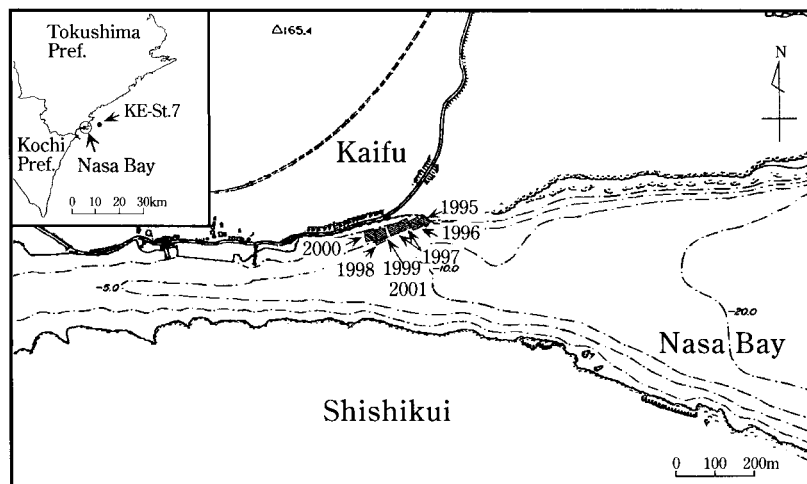 Tokushima
Pref.
KE-St.7
Kochi
Pref.
Nasa Bay
0 10 30km
△165.4
N
Kaifu
1995
1996
1997
2000
1998
1999
2001
-10.0
-5.0
-20.0
Nasa Bay
Shishikui
0 100 200m